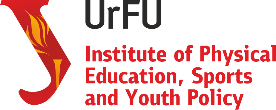 UrFU
Institute of Physical
Education, Sports
and Youth Policy